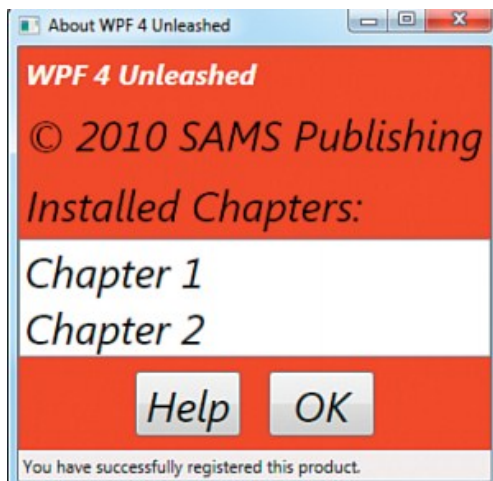 About WPF 4 Unleashed
WPF 4 Unleashed
© 2010 SAMS Publishing
Installed Chapters:
Chapter 1
Chapter 2
Help OK
You have successfully registered this product.